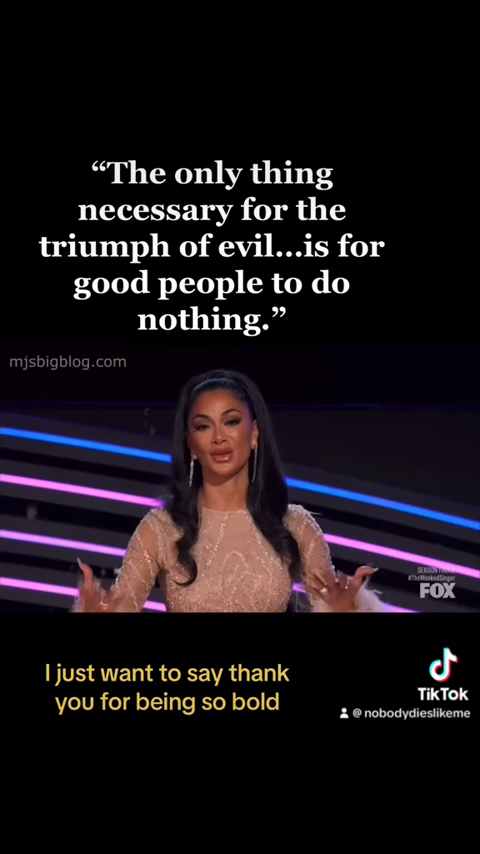 “The only thing
necessary for the
triumph of evil...is for
good people to do
nothing.”
mjsbigblog.com
SEASON FINALE
#TheMaskedSinger
FOX
I just want to say thank
you for being so bold
TikTok
@nobodydieslikeme